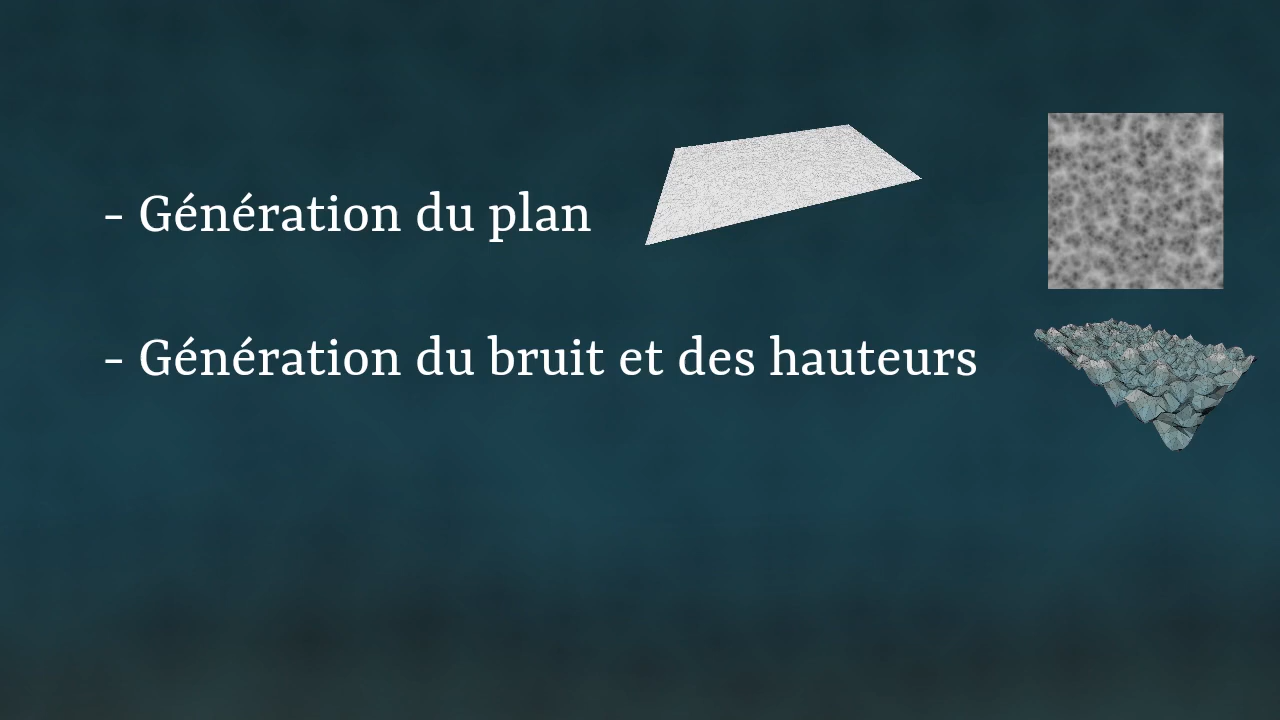 - Génération du plan
- Génération du bruit et des hauteurs